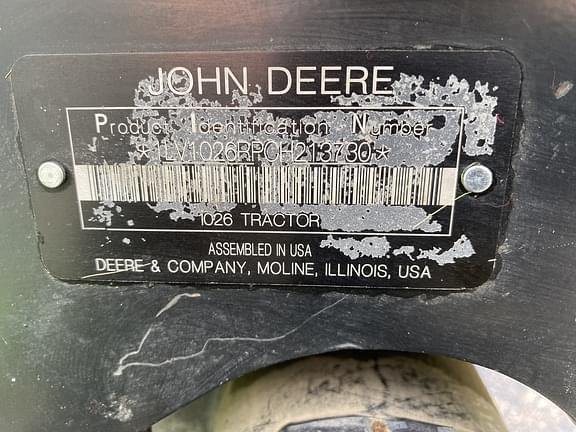 JOHN DEERE
Product Identification Number
*1LV1026RPCH213730*
1026 TRACTOR
ASSEMBLED IN USA
DEERE & COMPANY, MOLINE, ILLINOIS, USA